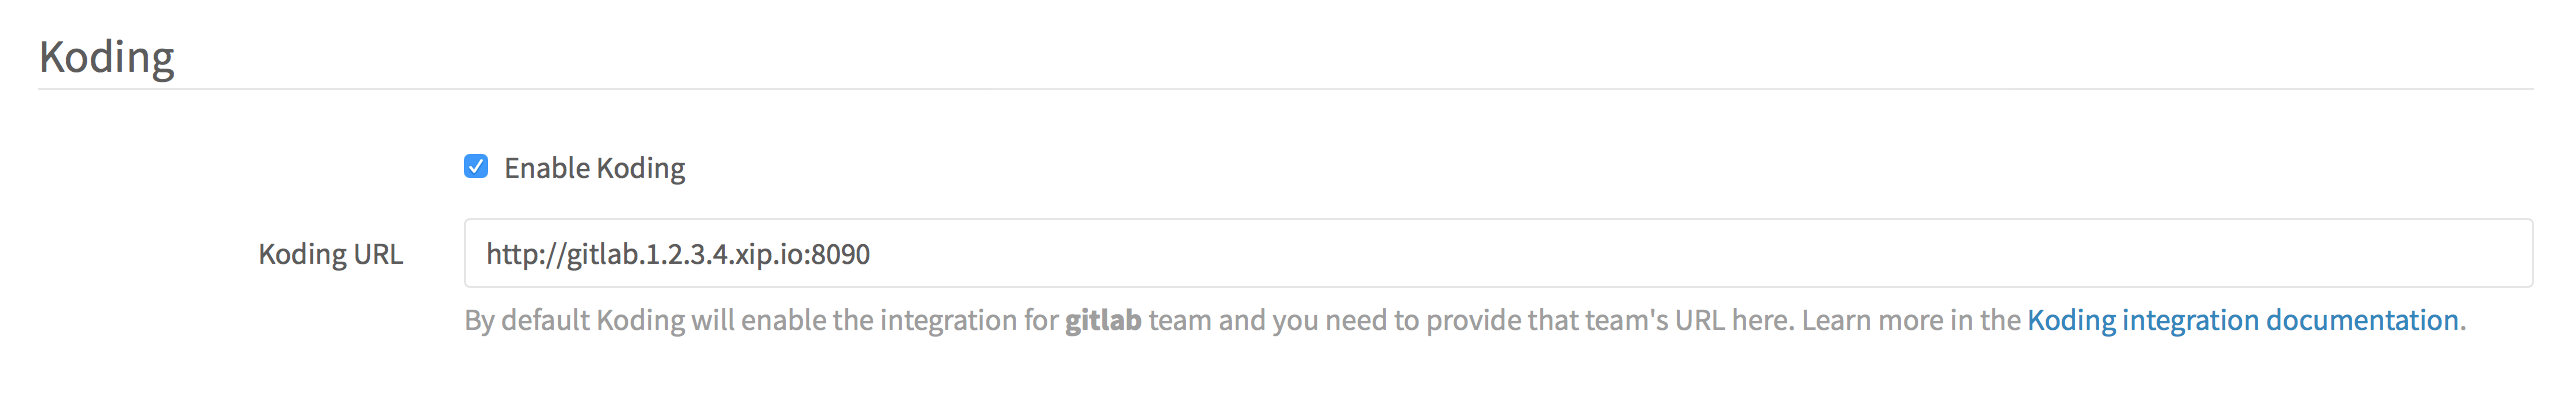 Koding
Enable Koding
Koding URL
http://gitlab.1.2.3.4.xip.io:8090
By default Koding will enable the integration for gitlab team and you need to provide that team's URL here. Learn more in the Koding integration documentation.